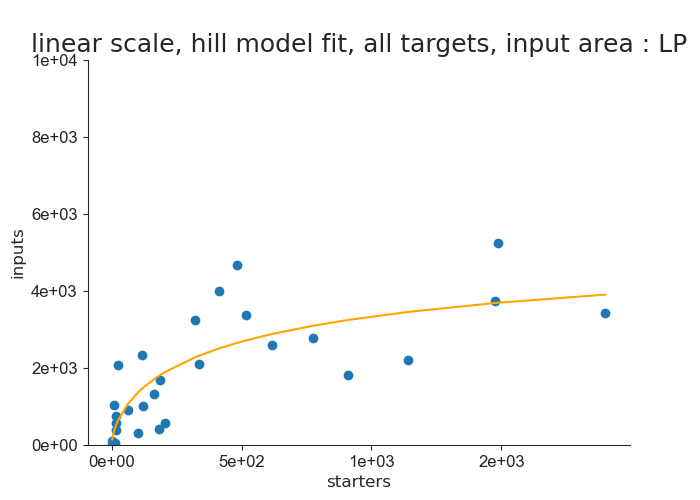 linear scale, hill model fit, all targets, input area : LP
1e+04
8e+03
6e+03
4e+03
2e+03
0e+00
inputs
0e+00 5e+02 1e+03 2e+03
starters